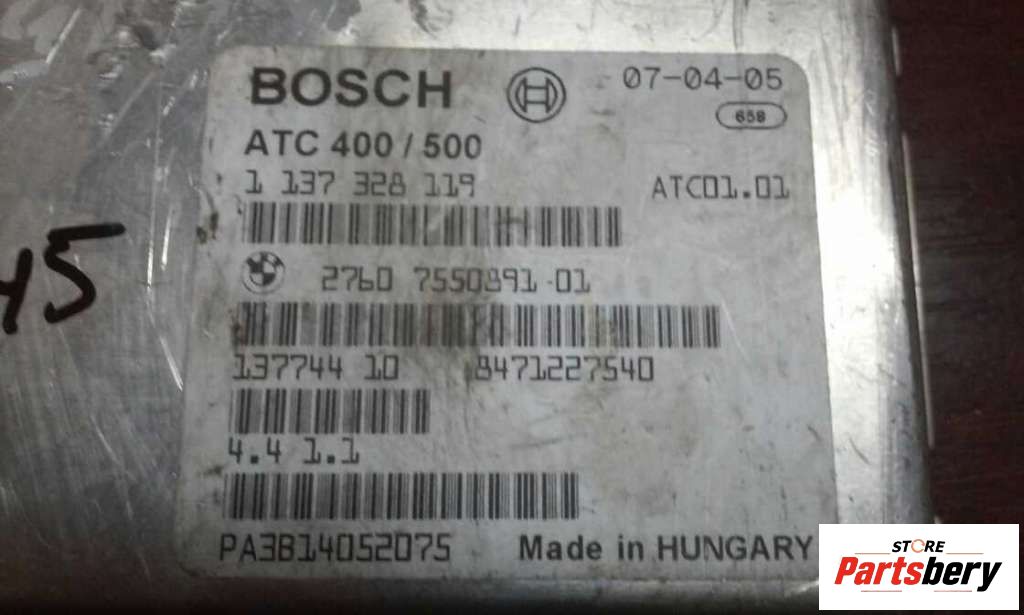 BOSCH 07-04-05
658
ATC 400 / 500
1 137 328 119 ATC01.01
2760 7550891-01
137744 10 8471227540
4.4 1.1
PA3B14052075 Made in HUNGARY
45
STORE
Partsbery